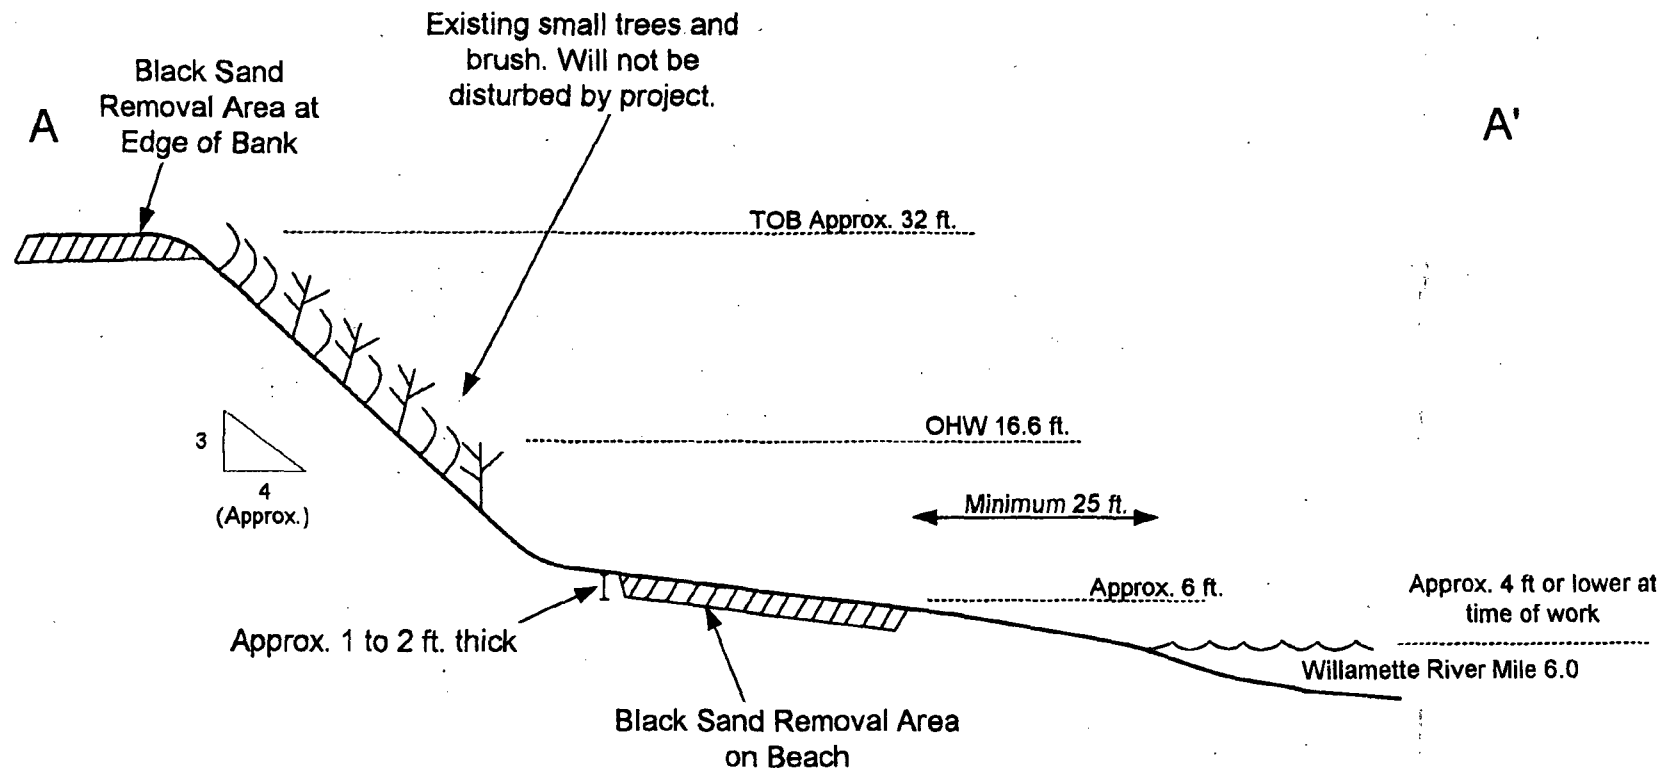 Existing small trees and
brush. Will not be
disturbed by project.
Black Sand
Removal Area at
Edge of Bank
A
A'
TOB Approx. 32 ft.
OHW 16.6 ft.
3
4
(Approx.)
Minimum 25 ft.
Approx. 6 ft.
Approx. 4 ft or lower at
time of work
Approx. 1 to 2 ft. thick
Willamette River Mile 6.0
Black Sand Removal Area
on Beach